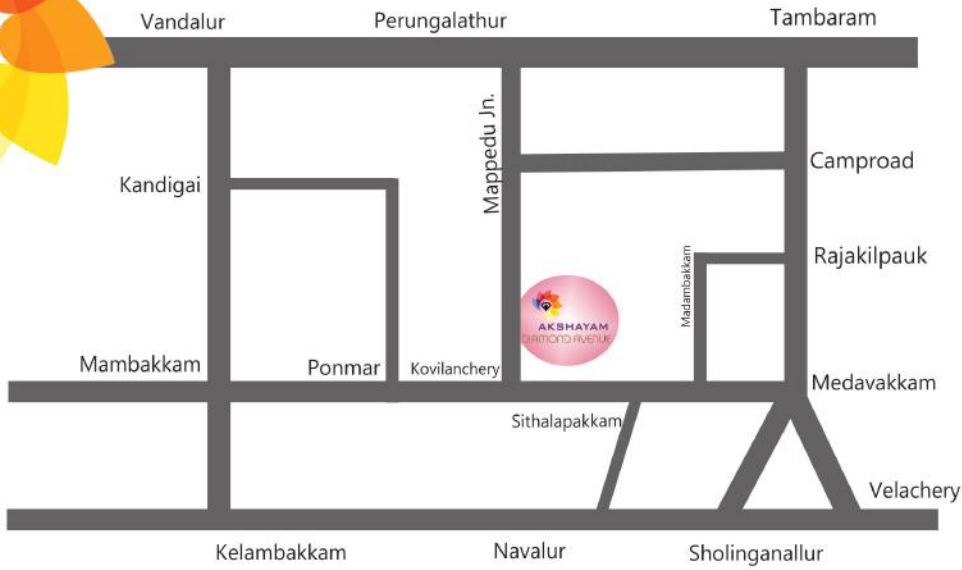 Vandalur
Perungalathur
Tambaram
Mappedu Jn.
Camproad
Kandigai
Rajakilpauk
Madambakkam
AKSHAYAM
DIAMOND AVENUE
Mambakkam
Ponmar
Kovilanchery
Medavakkam
Sithalapakkam
Velachery
Kelambakkam
Navalur
Sholinganallur